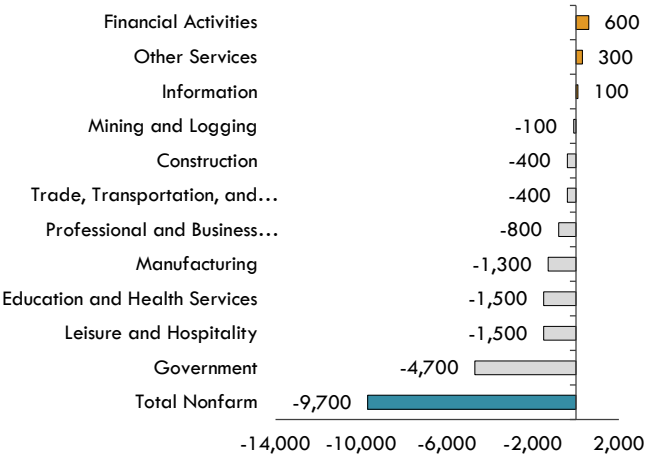 Financial Activities 600
Other Services 300
Information 100
Mining and Logging -100
Construction -400
Trade, Transportation, and… -400
Professional and Business… -800
Manufacturing -1,300
Education and Health Services -1,500
Leisure and Hospitality -1,500
Government -4,700
Total Nonfarm -9,700
-14,000 -10,000 -6,000 -2,000 2,000